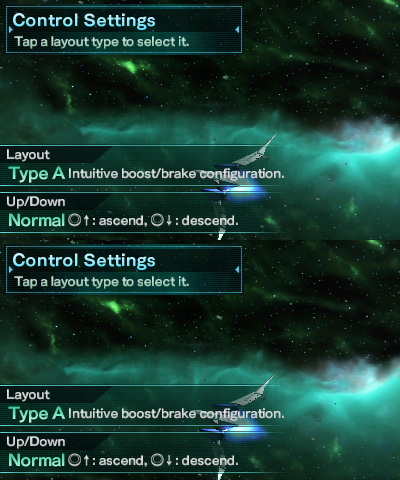 Control Settings
Tap a layout type to select it.
Layout
Type A Intuitive boost/brake configuration.
Up/Down
Normal ◎↑: ascend, ◎↓: descend.
Control Settings
Tap a layout type to select it.
Layout
Type A Intuitive boost/brake configuration.
Up/Down
Normal ◎↑: ascend, ◎↓: descend.